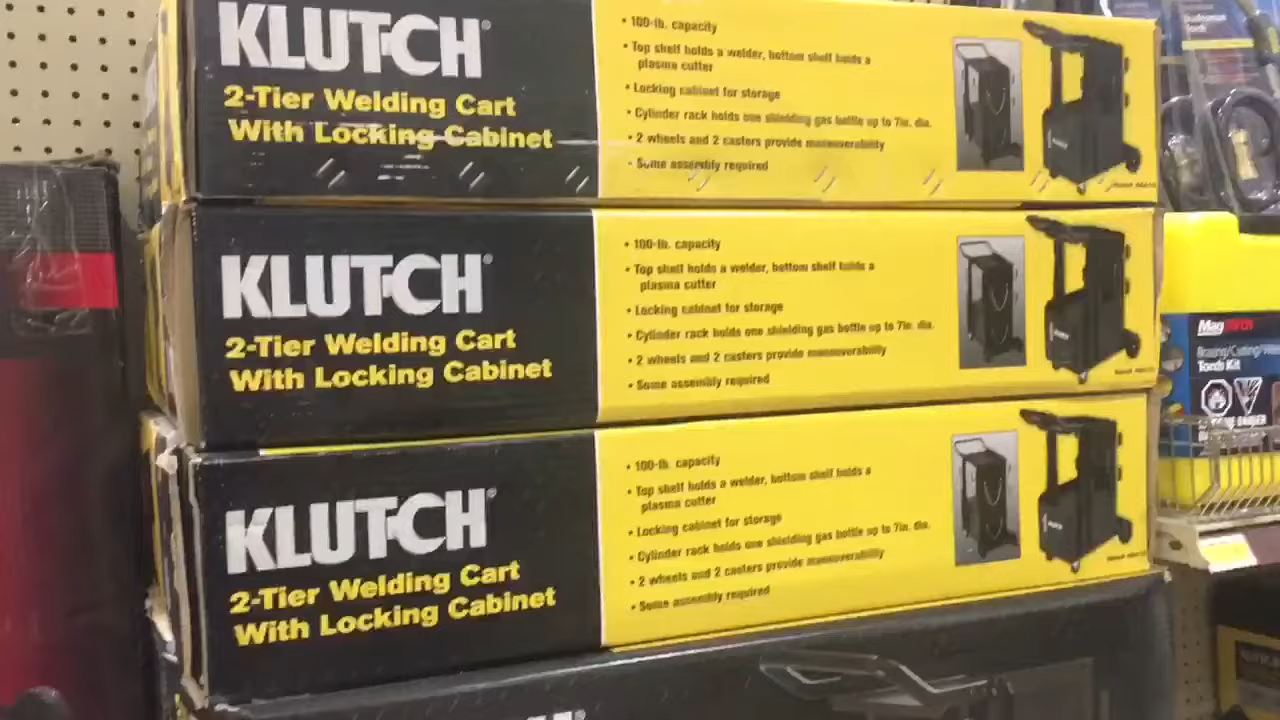 KLUTCH®
2-Tier Welding Cart
With Locking Cabinet
• 100-lb. capacity
• Top shelf holds a welder, bottom shelf holds a
plasma cutter
• Locking cabinet for storage
• Cylinder rack holds one shielding gas bottle up to 7in. dia.
• 2 wheels and 2 casters provide maneuverability
• Some assembly required
KLUTCH®
2-Tier Welding Cart
With Locking Cabinet
• 100-lb. capacity
• Top shelf holds a welder, bottom shelf holds a
plasma cutter
• Locking cabinet for storage
• Cylinder rack holds one shielding gas bottle up to 7in. dia.
• 2 wheels and 2 casters provide maneuverability
• Some assembly required
KLUTCH®
2-Tier Welding Cart
With Locking Cabinet
• 100-lb. capacity
• Top shelf holds a welder, bottom shelf holds a
plasma cutter
• Locking cabinet for storage
• Cylinder rack holds one shielding gas bottle up to 7in. dia.
• 2 wheels and 2 casters provide maneuverability
• Some assembly required
MagTorch
Brazing/Cutting/
Torch Kit